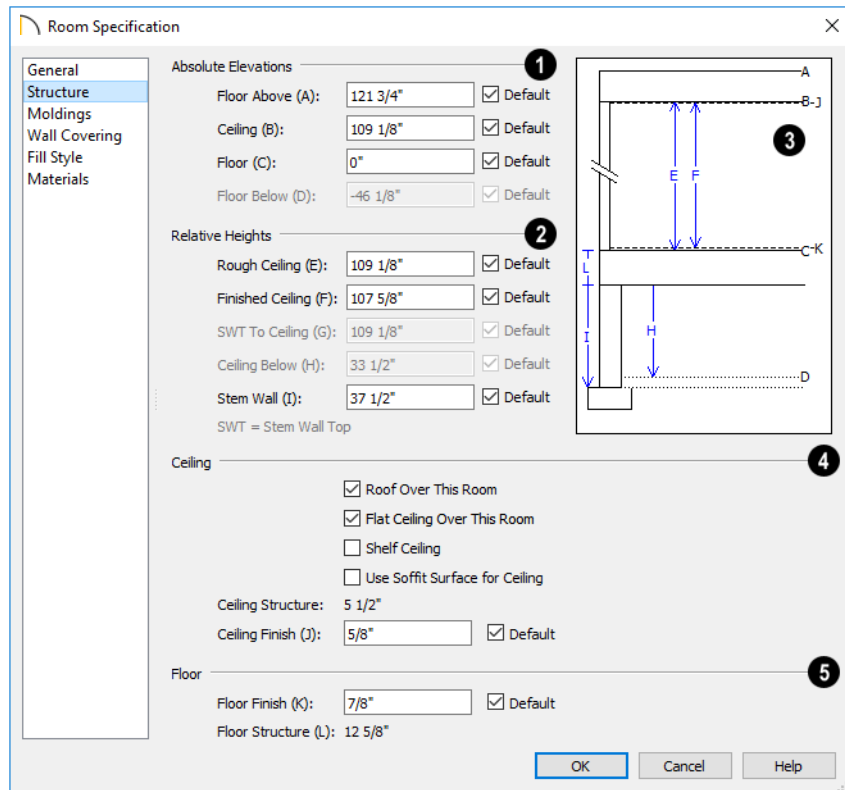 Room Specification
General
Structure
Moldings
Wall Covering
Fill Style
Materials
Absolute Elevations 1
Floor Above (A): 121 3/4" Default
Ceiling (B): 109 1/8" Default
Floor (C): 0" Default
Floor Below (D): -46 1/8" Default
Relative Heights 2
Rough Ceiling (E): 109 1/8" Default
Finished Ceiling (F): 107 5/8" Default
SWT To Ceiling (G): 109 1/8" Default
Ceiling Below (H): 33 1/2" Default
Stem Wall (I): 37 1/2" Default
SWT = Stem Wall Top
A
B-J
3
E F
C-K
L
I H
D
Ceiling 4
Roof Over This Room
Flat Ceiling Over This Room
Shelf Ceiling
Use Soffit Surface for Ceiling
Ceiling Structure: 5 1/2"
Ceiling Finish (J): 5/8" Default
Floor 5
Floor Finish (K): 7/8" Default
Floor Structure (L): 12 5/8"
OK Cancel Help